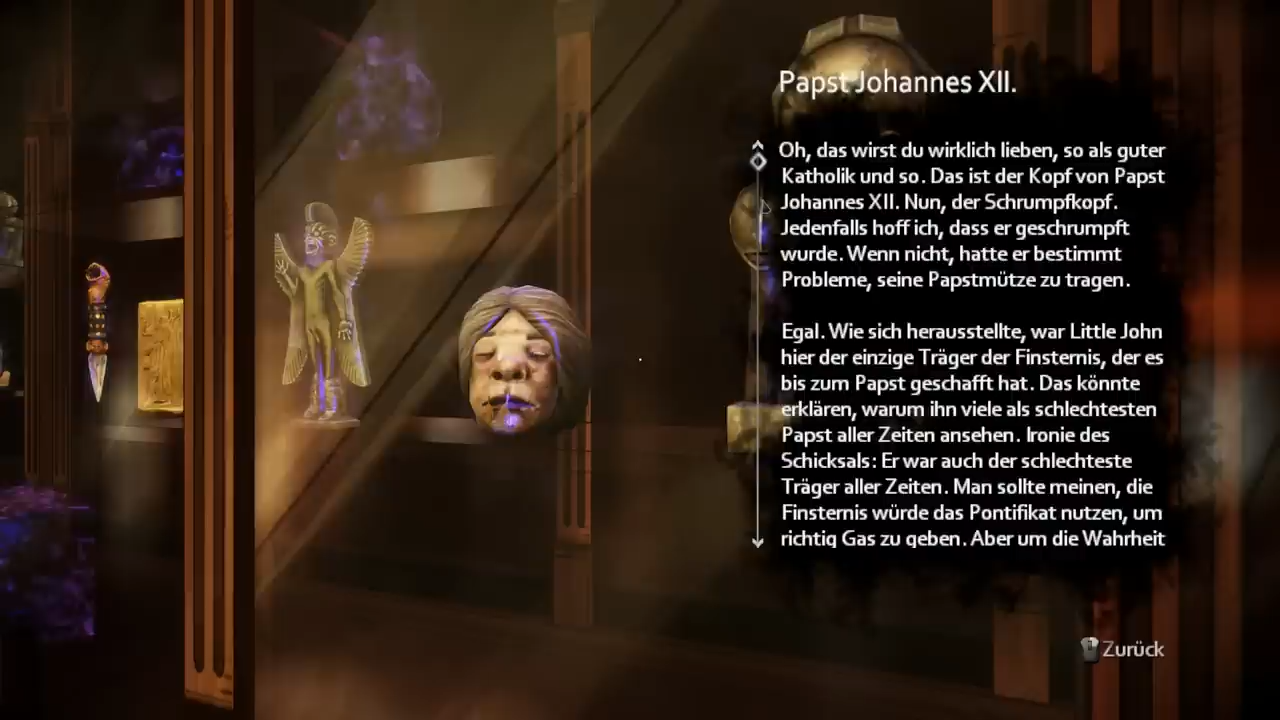 Papst Johannes XII.
Oh, das wirst du wirklich lieben, so als guter
Katholik und so. Das ist der Kopf von Papst
Johannes XII. Nun, der Schrumpfkopf.
Jedenfalls hoff ich, dass er geschrumpft
wurde. Wenn nicht, hatte er bestimmt
Probleme, seine Papstmütze zu tragen.
Egal. Wie sich herausstellte, war Little John
hier der einzige Träger der Finsternis, der es
bis zum Papst geschafft hat. Das könnte
erklären, warum ihn viele als schlechtesten
Papst aller Zeiten ansehen. Ironie des
Schicksals: Er war auch der schlechteste
Träger aller Zeiten. Man sollte meinen, die
Finsternis würde das Pontifikat nutzen, um
richtig Gas zu geben. Aber um die Wahrheit
Zurück